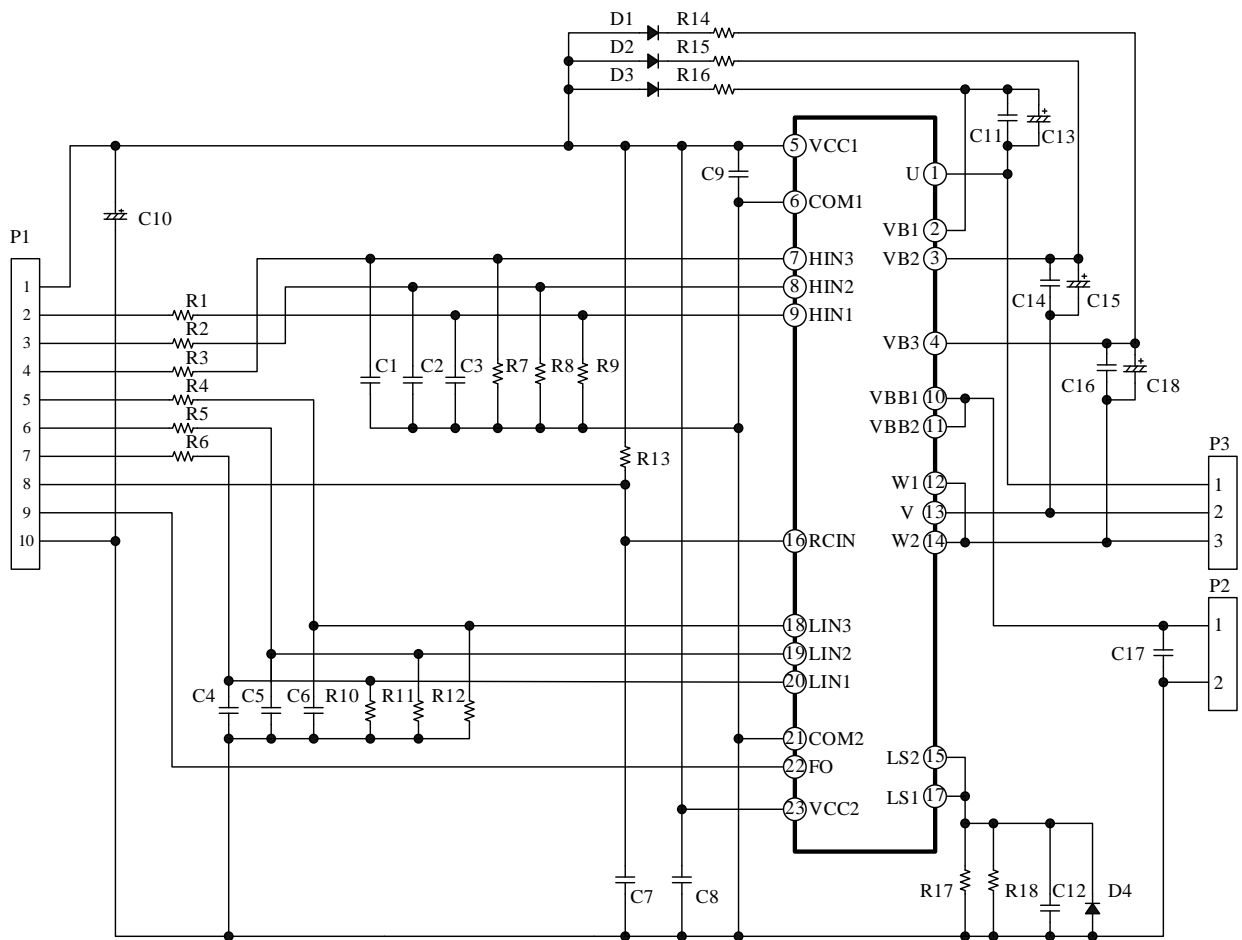 D1 R14
D2 R15
D3 R16
C11 C13
5 VCC1
C9
U 1
6 COM1
C10
VB1 2
P1
7 HIN3
VB2 3
1
8 HIN2
C14 C15
R1
2
9 HIN1
R2
3
VB3 4
R3
4
C1 C2 C3 R7 R8 R9
C16 C18
R4
5
VBB1 10
R5
6
VBB2 11
R6
7
R13
P3
8
W1 12
1
9
V 13
2
10
16 RCIN
W2 14
3
P2
18 LIN3
1
19 LIN2
C17
20 LIN1
2
C4 C5 C6 R10 R11 R12
21 COM2
LS2 15
22 FO
LS1 17
23 VCC2
C7 C8
R17 R18 C12 D4